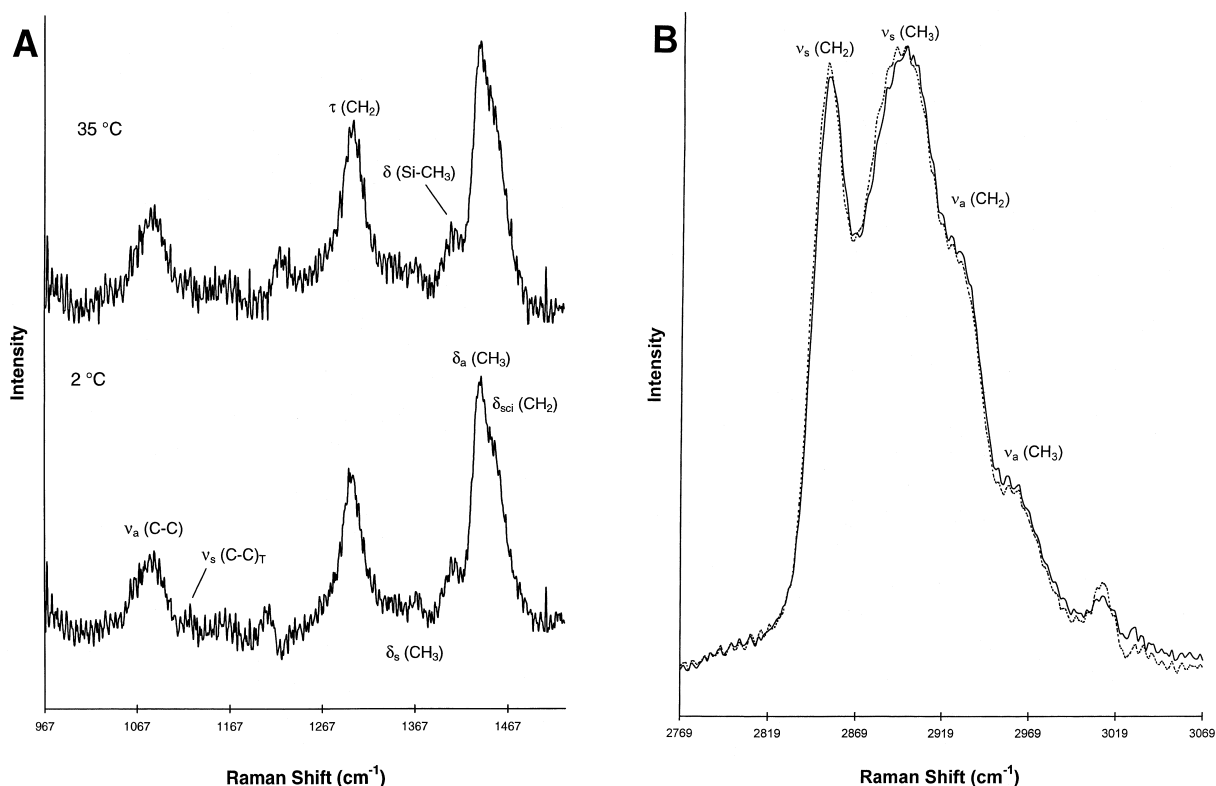 A
35 °C
τ (CH₂)
δ (Si-CH₃)
2 °C
δₐ (CH₃)
δsci (CH₂)
νₐ (C-C)
νₛ (C-C)T
δₛ (CH₃)
Intensity
967 1067 1167 1267 1367 1467
Raman Shift (cm⁻¹)
B
νₛ (CH₂)
νₛ (CH₃)
νₐ (CH₂)
νₐ (CH₃)
Intensity
2769 2819 2869 2919 2969 3019 3069
Raman Shift (cm⁻¹)